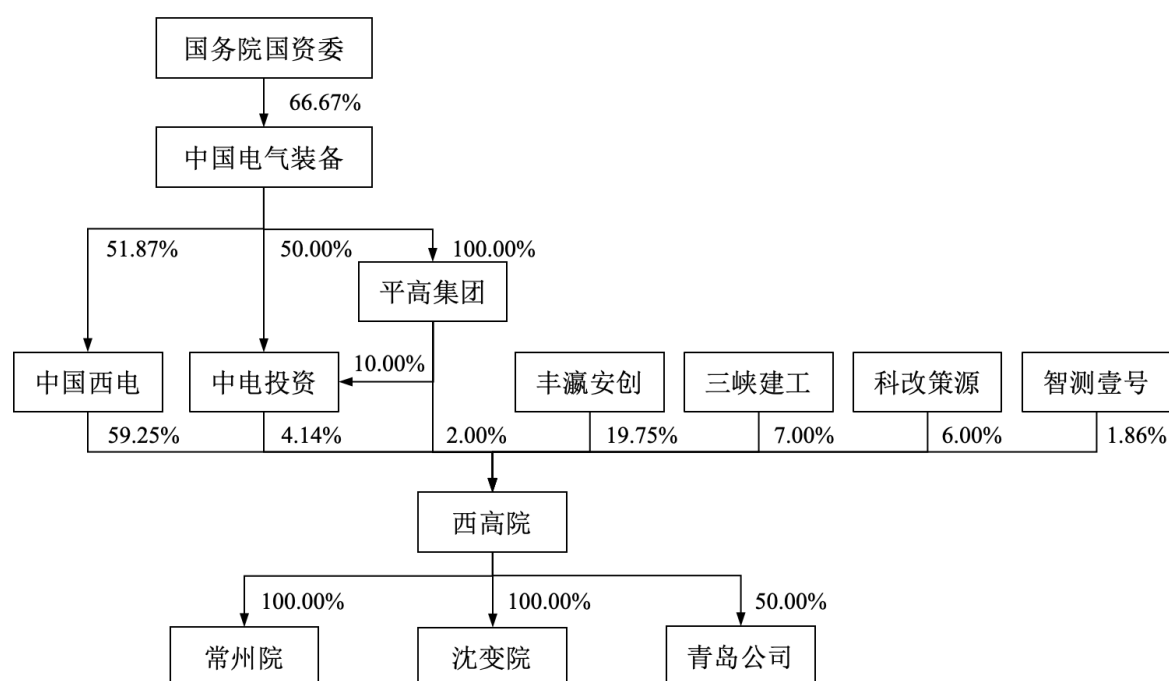 国务院国资委
66.67%
中国电气装备
51.87%
50.00%
100.00%
平高集团
10.00%
中国西电
中电投资
丰瀛安创
三峡建工
科改策源
智测壹号
59.25%
4.14%
2.00%
19.75%
7.00%
6.00%
1.86%
西高院
100.00%
100.00%
50.00%
常州院
沈变院
青岛公司